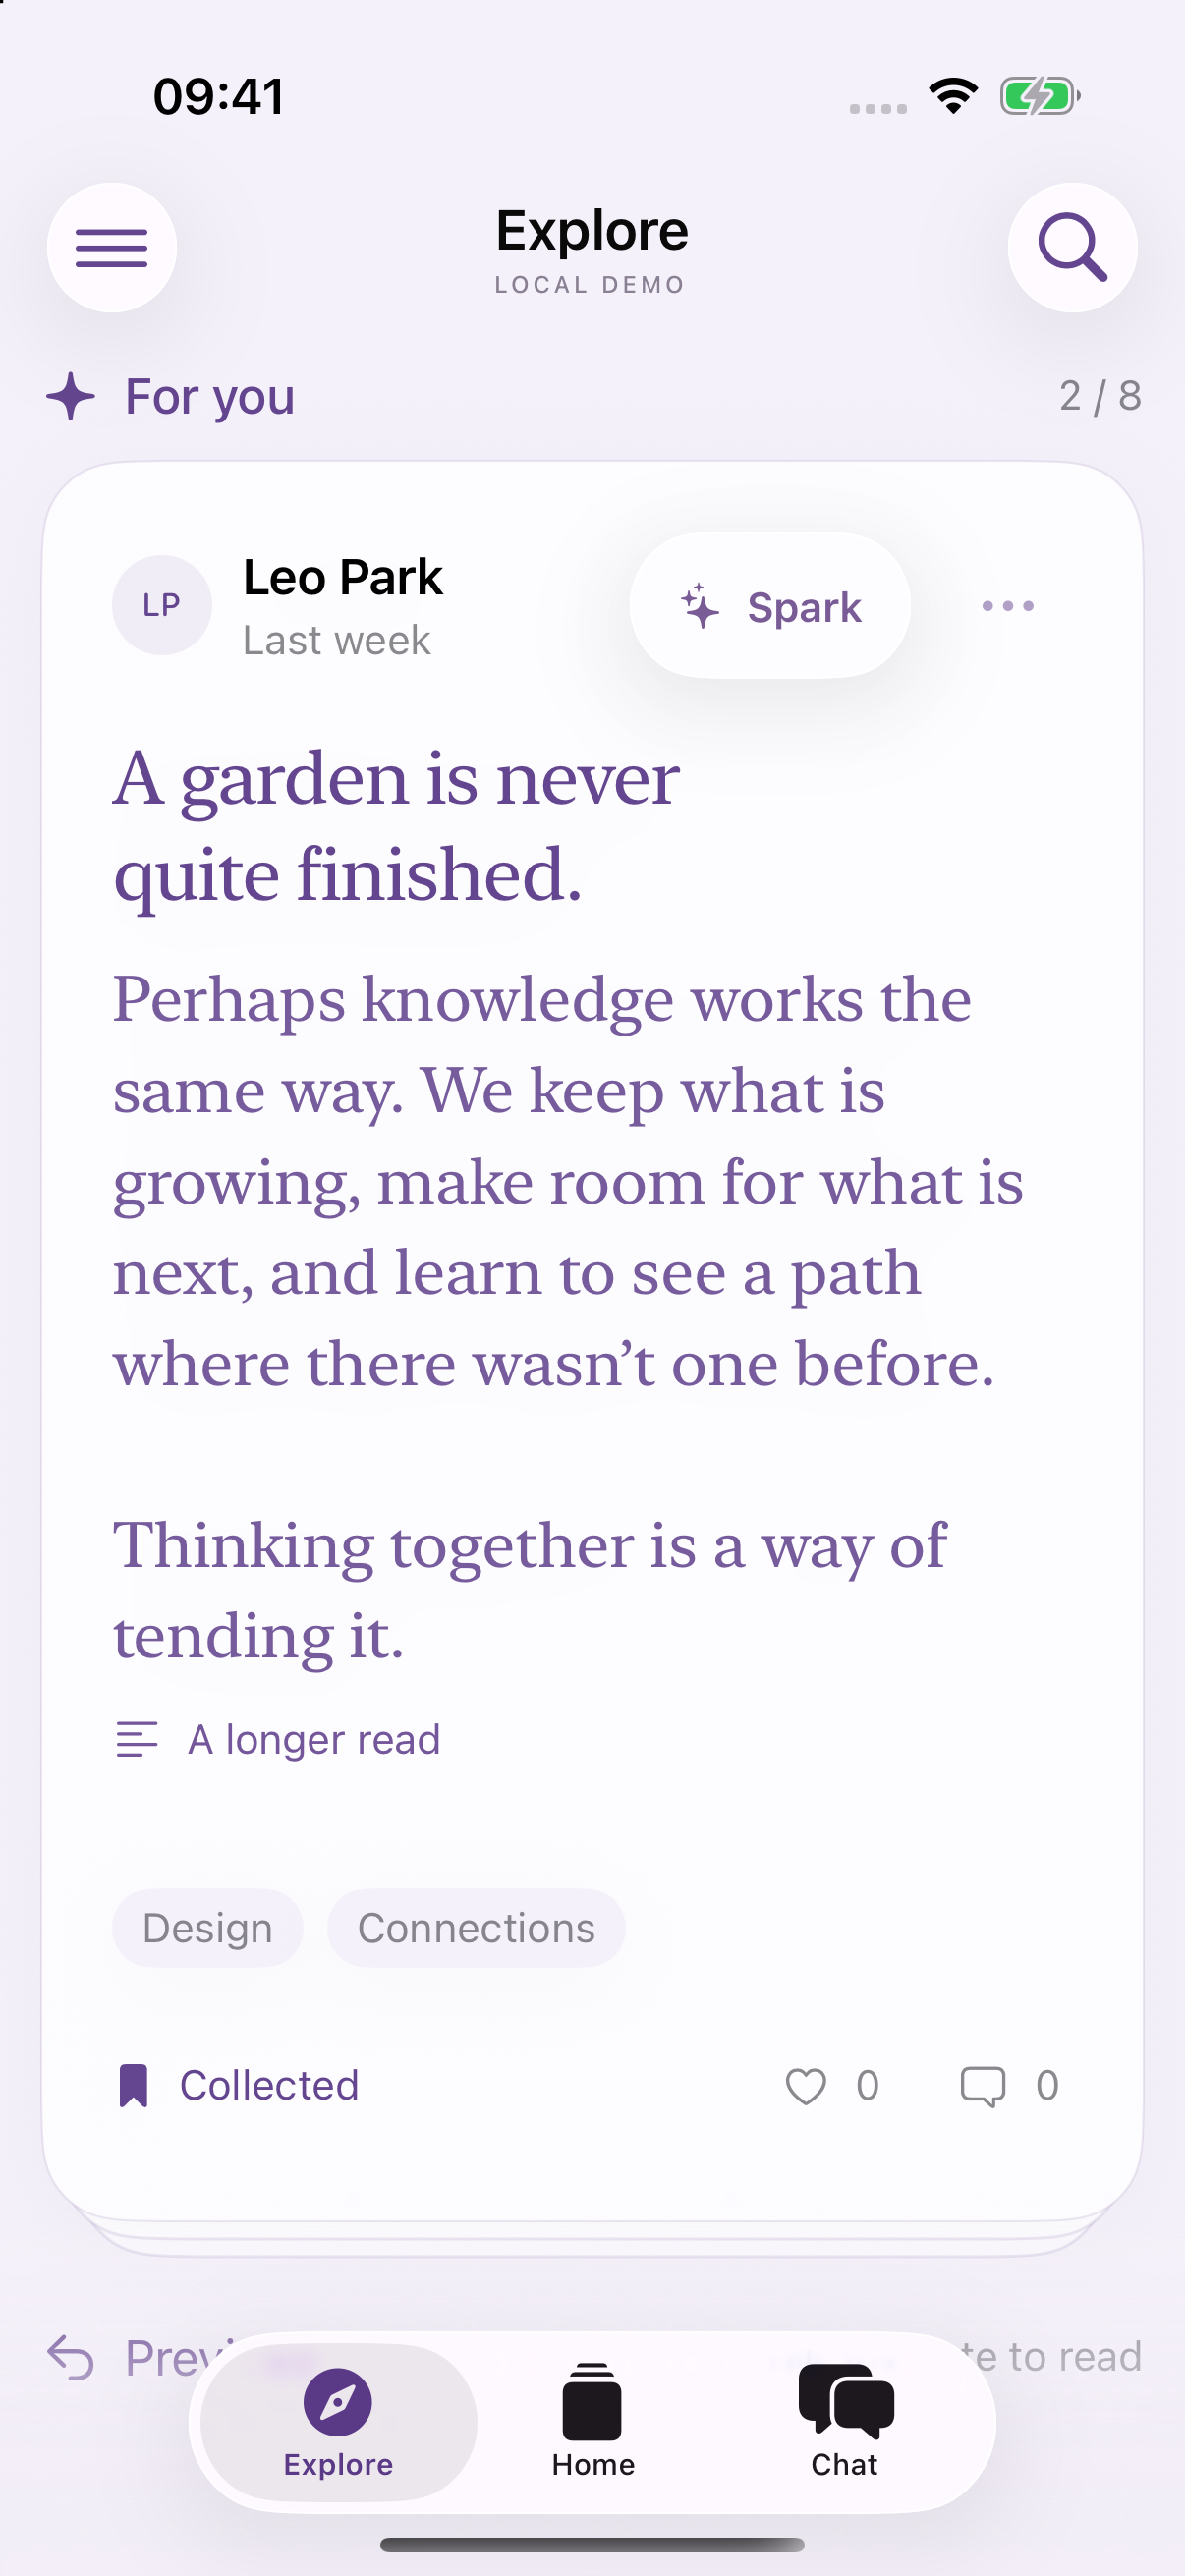 09:41
Explore
LOCAL DEMO
For you
2 / 8
LP
Leo Park
Last week
Spark
A garden is never
quite finished.
Perhaps knowledge works the
same way. We keep what is
growing, make room for what is
next, and learn to see a path
where there wasn’t one before.
Thinking together is a way of
tending it.
A longer read
Design
Connections
Collected
0
0
to read
Explore
Home
Chat